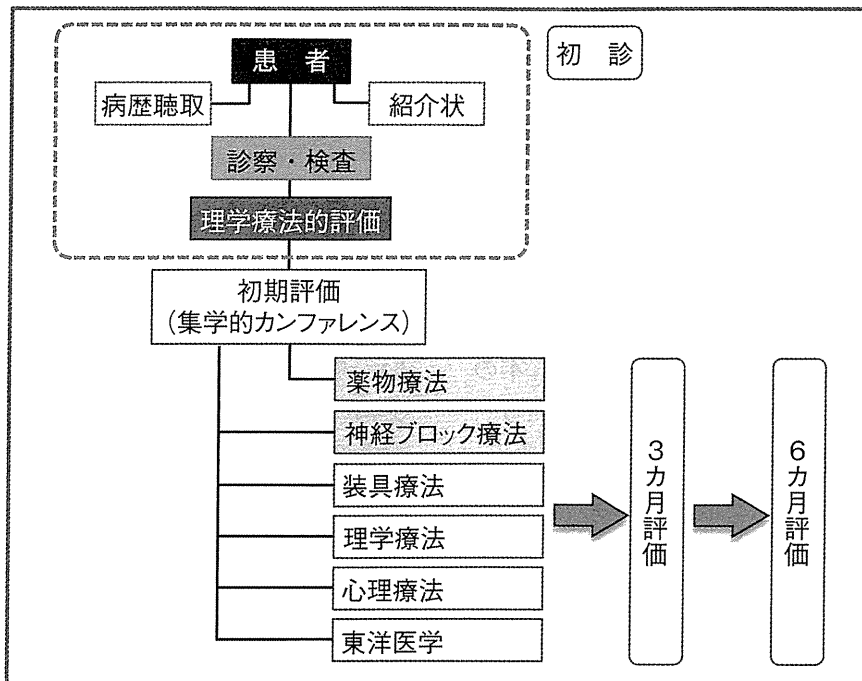 初 診
患 者
病歴聴取
紹介状
診察・検査
理学療法的評価
初期評価
（集学的カンファレンス）
薬物療法
神経ブロック療法
装具療法
理学療法
心理療法
東洋医学
3カ月評価
6カ月評価